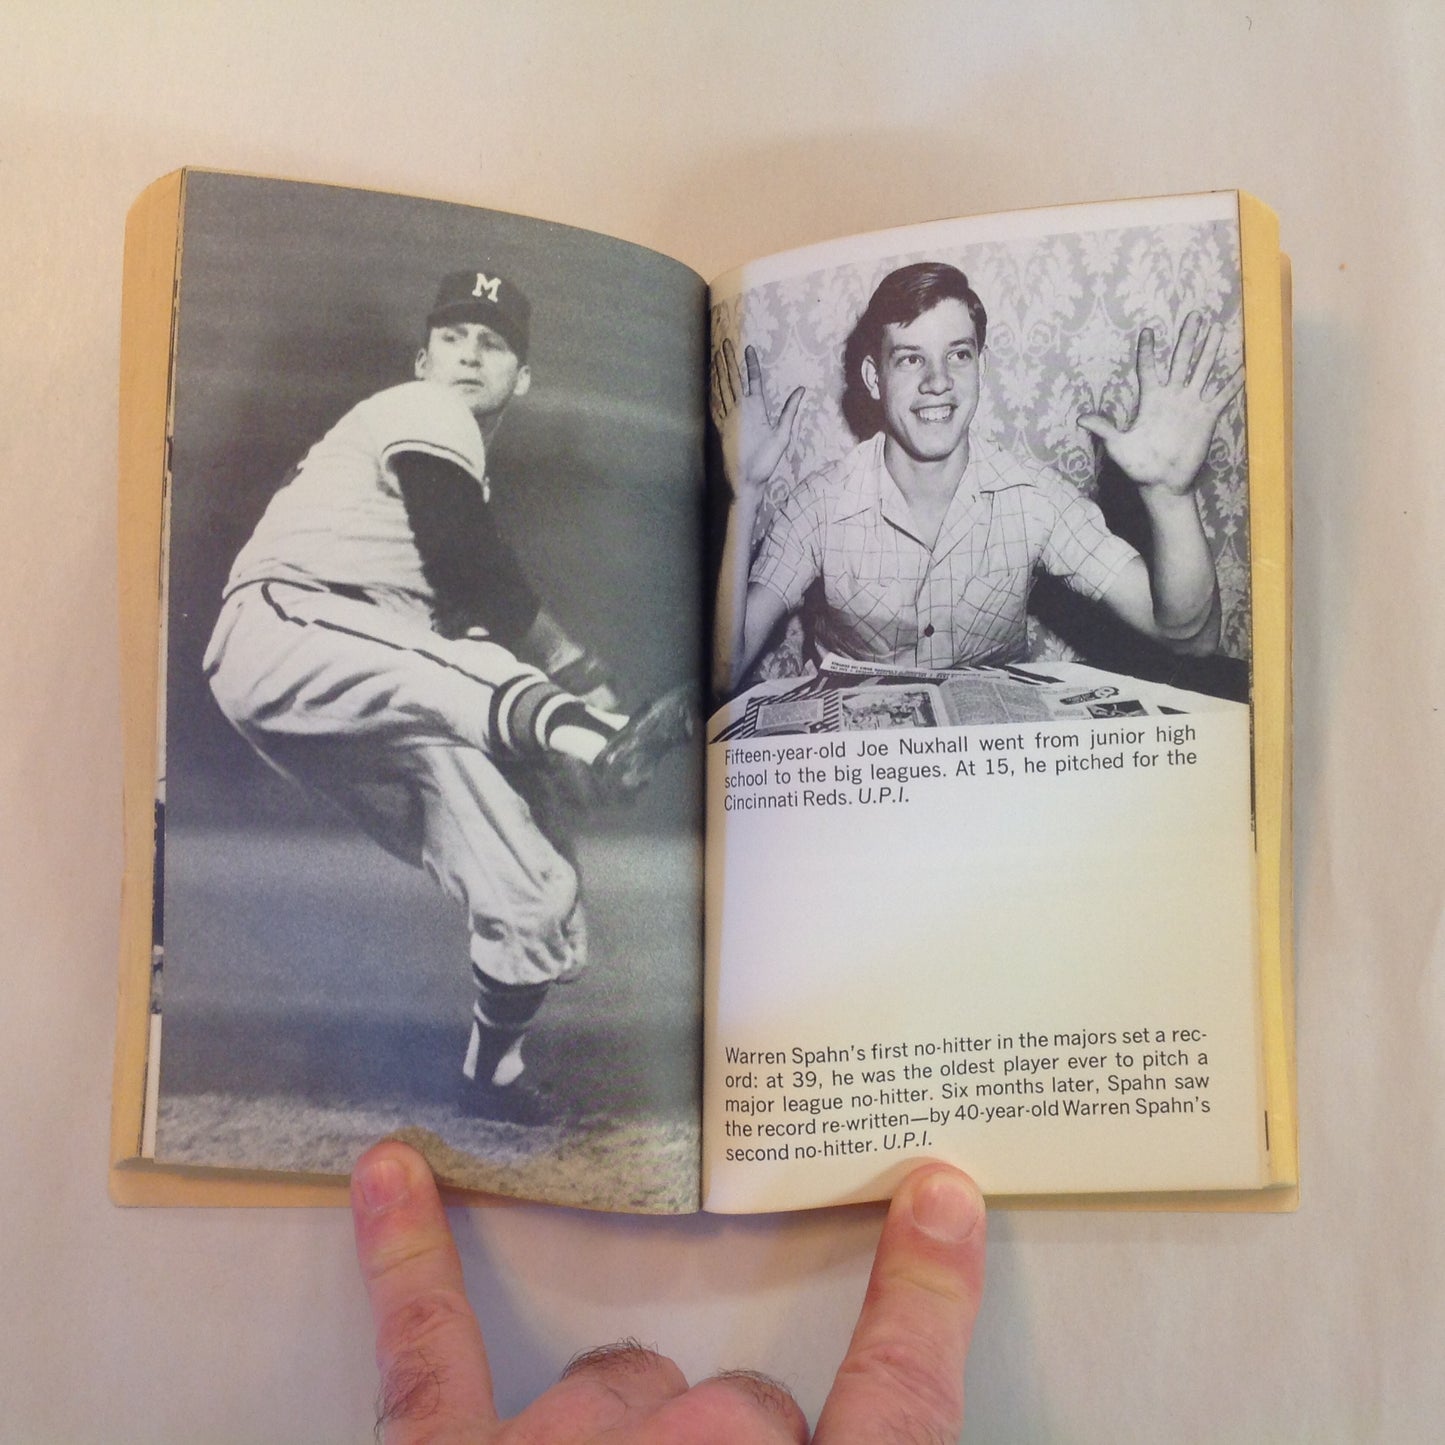 M
Fifteen-year-old Joe Nuxhall went from junior high
school to the big leagues. At 15, he pitched for the
Cincinnati Reds. U.P.I.
Warren Spahn's first no-hitter in the majors set a rec-
ord: at 39, he was the oldest player ever to pitch a
major league no-hitter. Six months later, Spahn saw
the record re-written—by 40-year-old Warren Spahn's
second no-hitter. U.P.I.